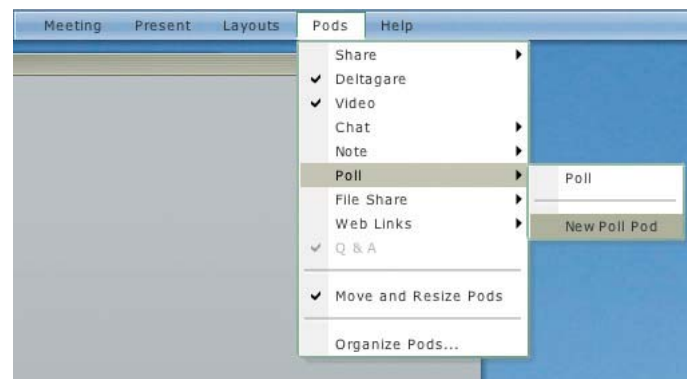 Meeting Present Layouts Pods Help
Share
Deltagare
Video
Chat
Note
Poll
File Share
Web Links
Q & A
Move and Resize Pods
Organize Pods...
Poll
New Poll Pod